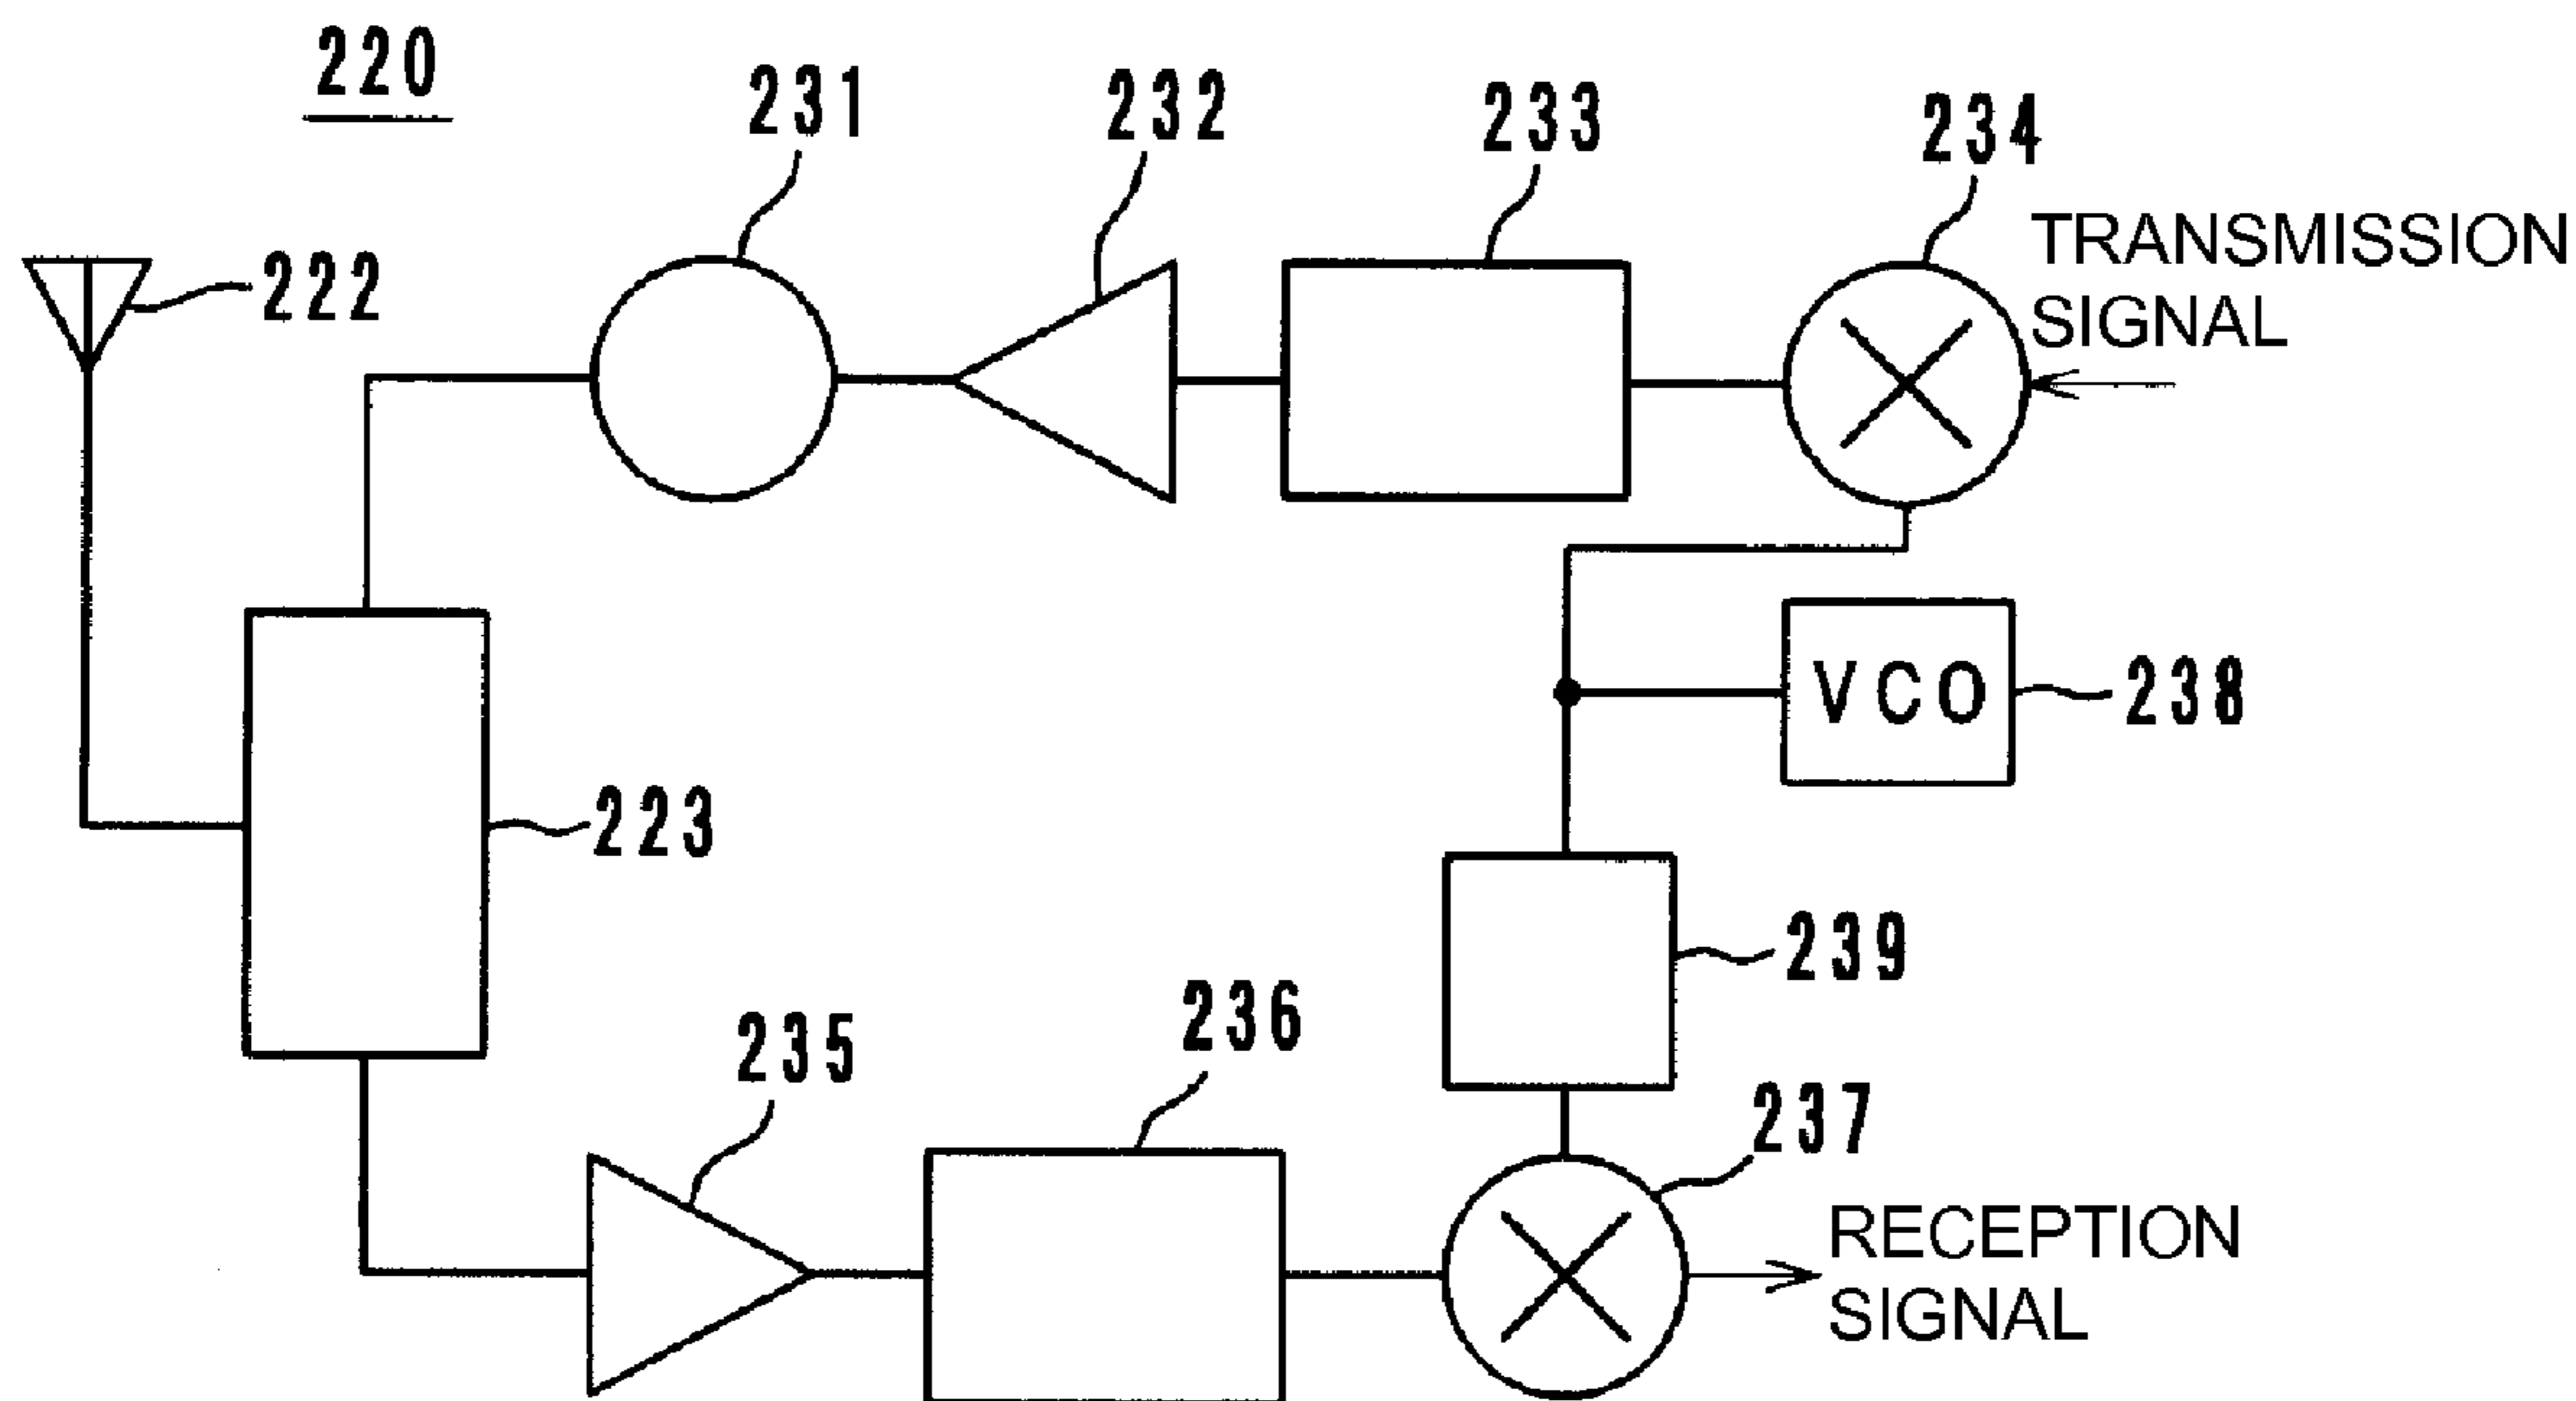 220
231
232
233
234
TRANSMISSION
SIGNAL
222
VCO
238
223
239
235
236
237
RECEPTION
SIGNAL